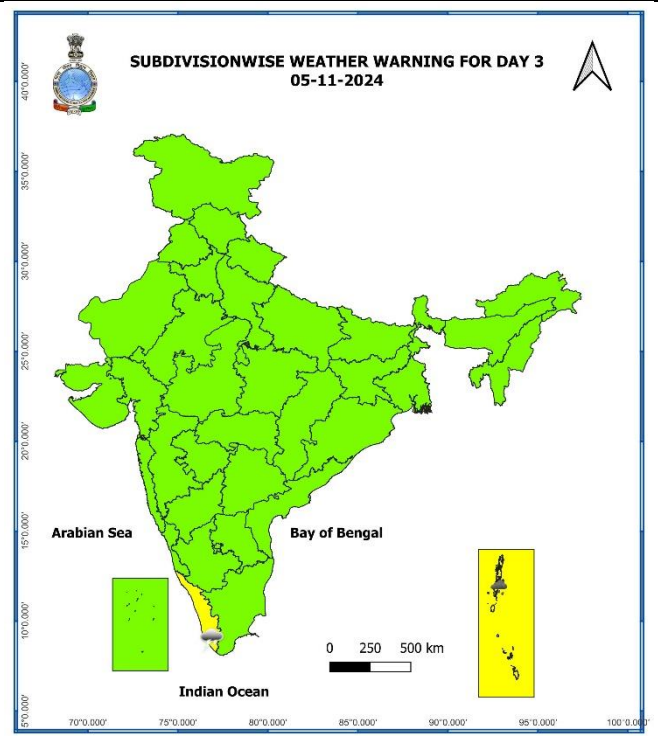 SUBDIVISIONWISE WEATHER WARNING FOR DAY 3
05-11-2024
40°0.000'
35°0.000'
30°0.000'
25°0.000'
20°0.000'
15°0.000'
10°0.000'
5°0.000'
Arabian Sea
Bay of Bengal
0 250 500 km
Indian Ocean
70°0.000' 75°0.000' 80°0.000' 85°0.000' 90°0.000' 95°0.000' 100°0.000'